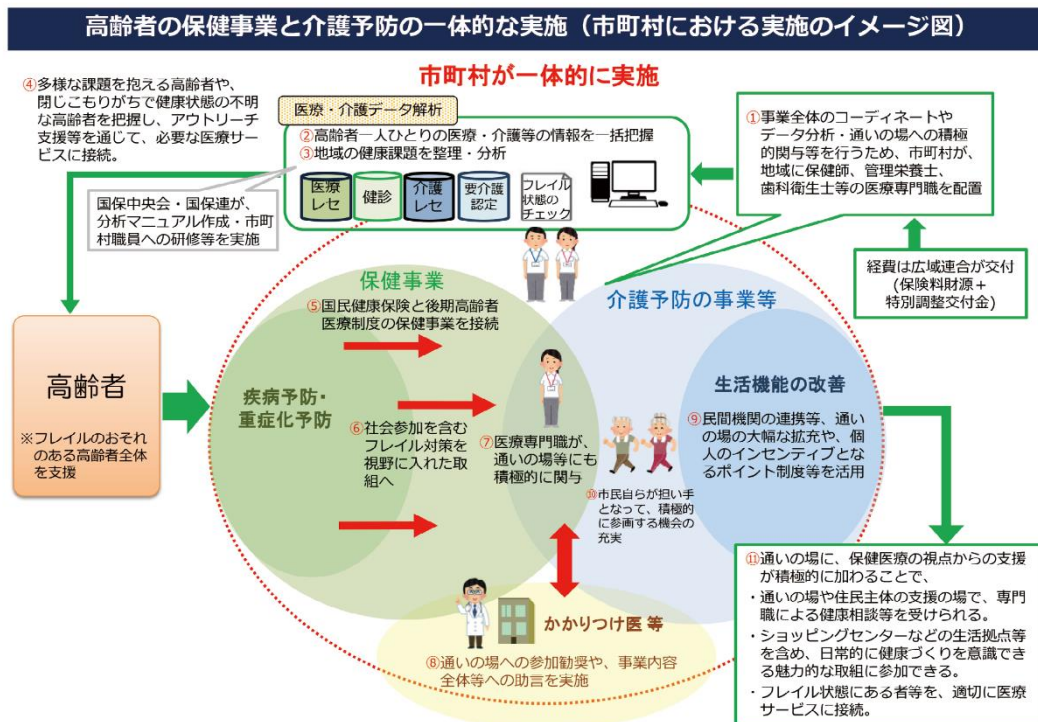 高齢者の保健事業と介護予防の一体的な実施（市町村における実施のイメージ図）
市町村が一体的に実施
④多様な課題を抱える高齢者や、
閉じこもりがちで健康状態の不明
な高齢者を把握し、アウトリーチ
支援等を通じて、必要な医療サー
ビスに接続。
医療・介護データ解析
②高齢者一人ひとりの医療・介護等の情報を一括把握
③地域の健康課題を整理・分析
医療
レセ
健診
介護
レセ
要介護
認定
フレイル
状態の
チェック
①事業全体のコーディネートや
データ分析・通いの場への積極
的関与等を行うため、市町村が、
地域に保健師、管理栄養士、
歯科衛生士等の医療専門職を配置
国保中央会・国保連が、
分析マニュアル作成・市町
村職員への研修等を実施
経費は広域連合が交付
(保険料財源＋
特別調整交付金)
保健事業
⑤国民健康保険と後期高齢者
医療制度の保健事業を接続
介護予防の事業等
高齢者
※フレイルのおそれ
のある高齢者全体
を支援
疾病予防・
重症化予防
⑥社会参加を含む
フレイル対策を
視野に入れた取
組へ
⑦医療専門職が、
通いの場等にも
積極的に関与
生活機能の改善
⑨民間機関の連携等、通い
の場の大幅な拡充や、個
人のインセンティブとな
るポイント制度等を活用
⑩市民自らが担い手
となって、積極的
に参画する機会の
充実
かかりつけ医 等
⑧通いの場への参加勧奨や、事業内容
全体等への助言を実施
⑪通いの場に、保健医療の視点からの支援
が積極的に加わることで、
・通いの場や住民主体の支援の場で、専門
職による健康相談等を受けられる。
・ショッピングセンターなどの生活拠点等
を含め、日常的に健康づくりを意識でき
る魅力的な取組に参加できる。
・フレイル状態にある者等を、適切に医療
サービスに接続。